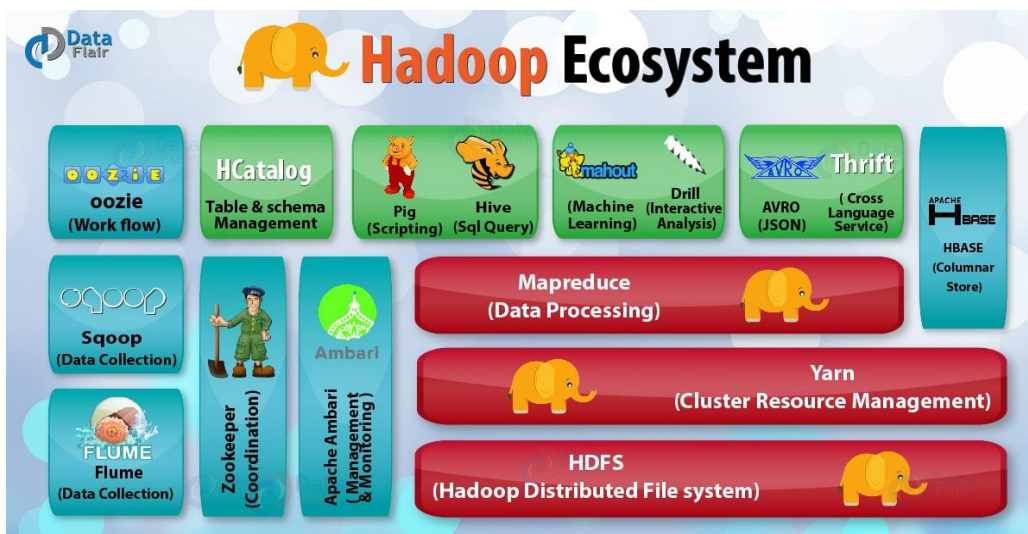 Data
Flair
Hadoop Ecosystem
OOZIE
oozie
(Work flow)
HCatalog
Table & schema
Management
Pig
(Scripting)
Hive
(Sql Query)
mahout
(Machine
Learning)
Drill
(Interactive
Analysis)
AVRO
AVRO
(JSON)
Thrift
( Cross
Language
Service)
APACHE
HBASE
HBASE
(Columnar
Store)
sqoop
Sqoop
(Data Collection)
FLUME
Flume
(Data Collection)
Zookeeper
(Coordination)
Ambari
Apache Ambari
( Management
& Monitoring )
Mapreduce
(Data Processing)
Yarn
(Cluster Resource Management)
HDFS
(Hadoop Distributed File system)